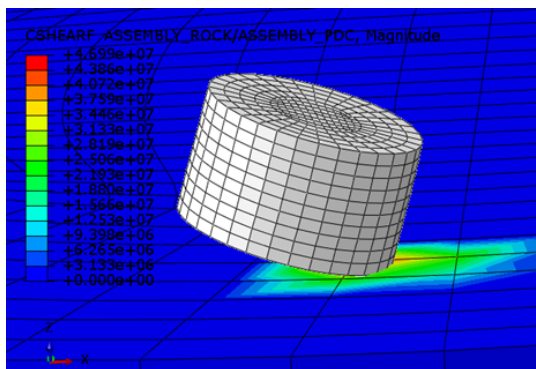 CSHEARF ASSEMBLY_ROCK/ASSEMBLY_PDC, Magnitude
+4.699e+07
+4.386e+07
+4.072e+07
+3.759e+07
+3.446e+07
+3.133e+07
+2.819e+07
+2.506e+07
+2.193e+07
+1.880e+07
+1.566e+07
+1.253e+07
+9.398e+06
+6.265e+06
+3.133e+06
+0.000e+00
Z
X